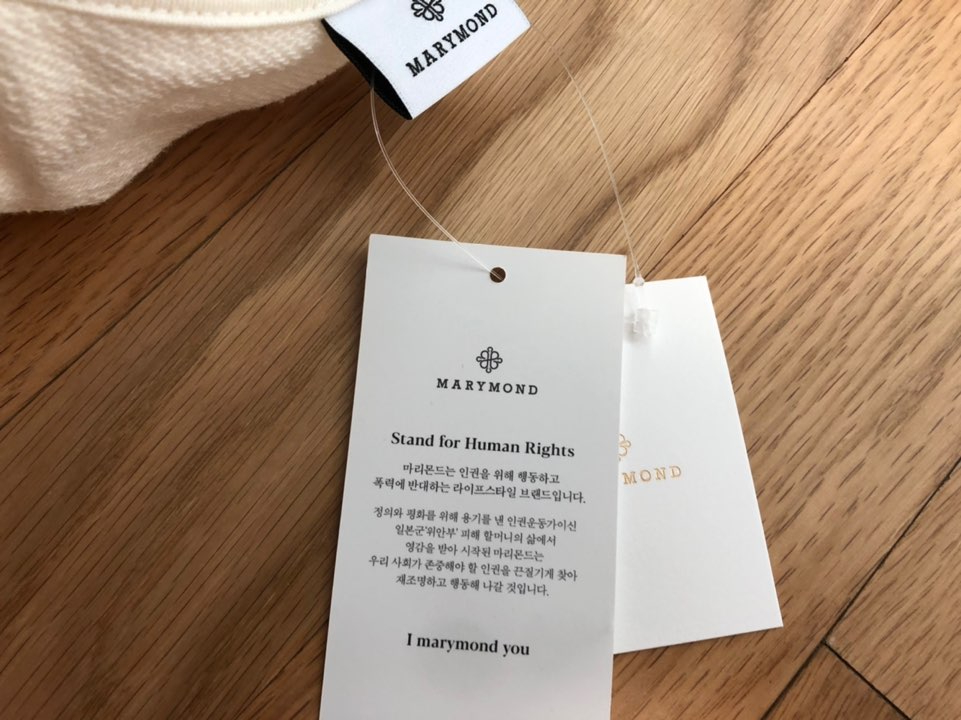 MARYMOND
MARYMOND
Stand for Human Rights
마리몬드는 인권을 위해 행동하고
폭력에 반대하는 라이프스타일 브랜드입니다.
정의와 평화를 위해 용기를 낸 인권운동가이신
일본군'위안부' 피해 할머니의 삶에서
영감을 받아 시작된 마리몬드는
우리 사회가 존중해야 할 인권을 끈질기게 찾아
재조명하고 행동해 나갈 것입니다.
I marymond you
MOND